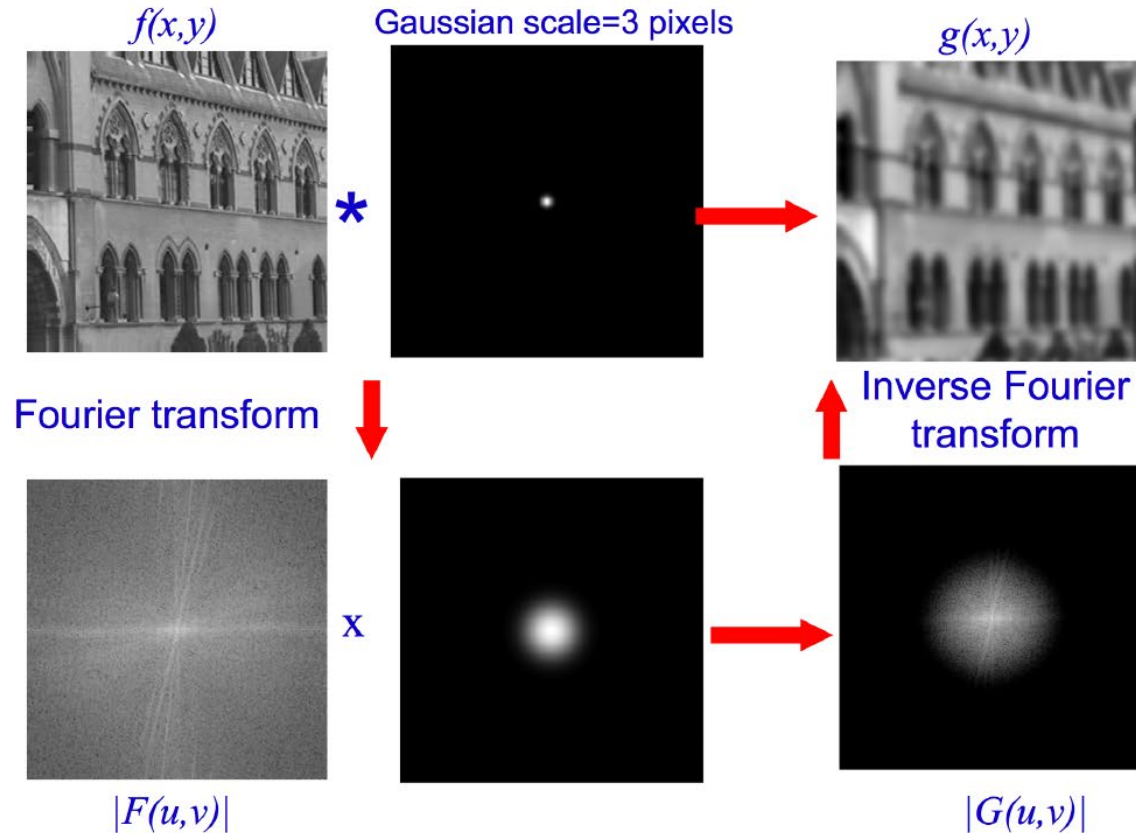 f(x,y)
Gaussian scale=3 pixels
g(x,y)
*
Fourier transform
Inverse Fourier
transform
x
|F(u,v)|
|G(u,v)|